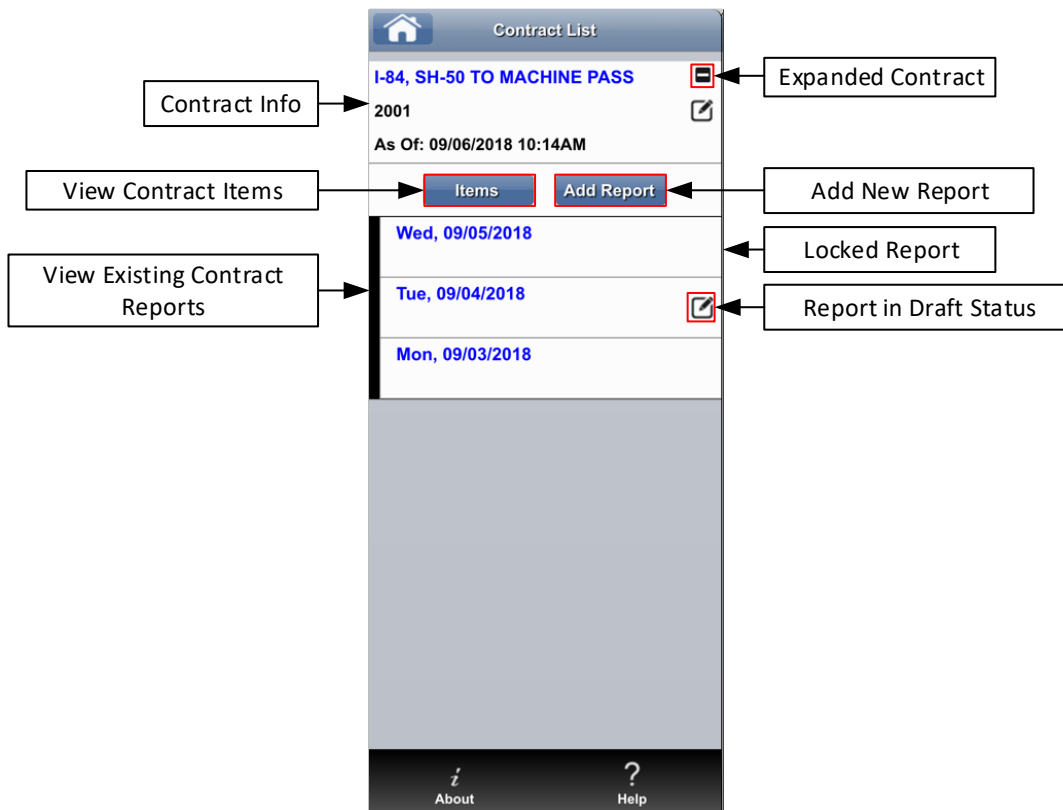 Contract List
I-84, SH-50 TO MACHINE PASS
Expanded Contract
Contract Info
2001
As Of: 09/06/2018 10:14AM
View Contract Items
Items
Add Report
Add New Report
Wed, 09/05/2018
Locked Report
View Existing Contract
Reports
Tue, 09/04/2018
Report in Draft Status
Mon, 09/03/2018
i
About
?
Help